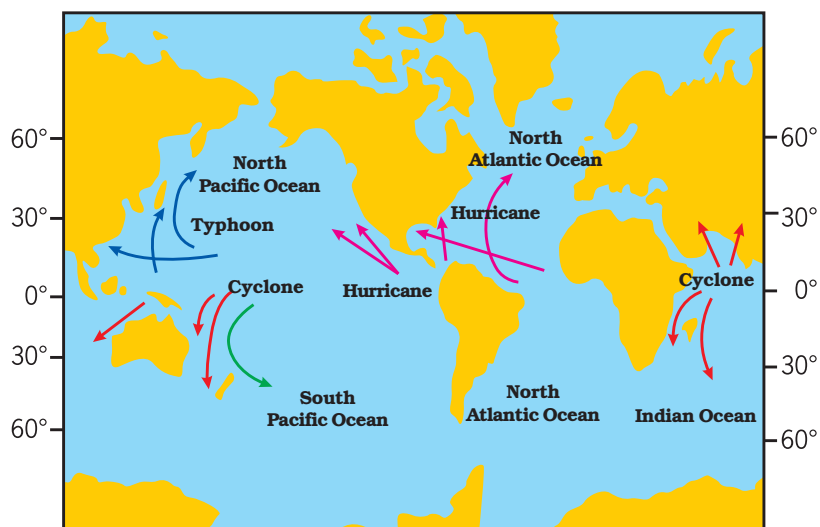 60°
30°
0°
30°
60°
North
Pacific Ocean
Typhoon
Cyclone
Hurricane
South
Pacific Ocean
North
Atlantic Ocean
Hurricane
North
Atlantic Ocean
Cyclone
Indian Ocean
60°
30°
0°
30°
60°